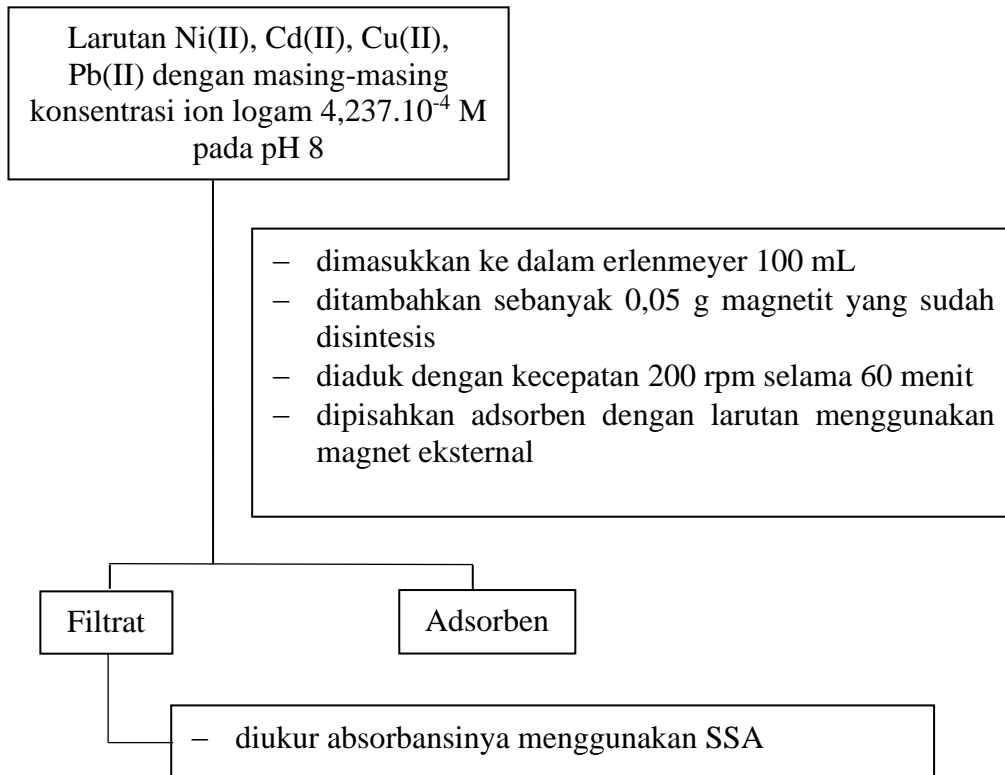 Larutan Ni(II), Cd(II), Cu(II),
Pb(II) dengan masing-masing
konsentrasi ion logam 4,237.10⁻⁴ M
pada pH 8
– dimasukkan ke dalam erlenmeyer 100 mL
– ditambahkan sebanyak 0,05 g magnetit yang sudah
disintesis
– diaduk dengan kecepatan 200 rpm selama 60 menit
– dipisahkan adsorben dengan larutan menggunakan
magnet eksternal
Filtrat
Adsorben
– diukur absorbansinya menggunakan SSA